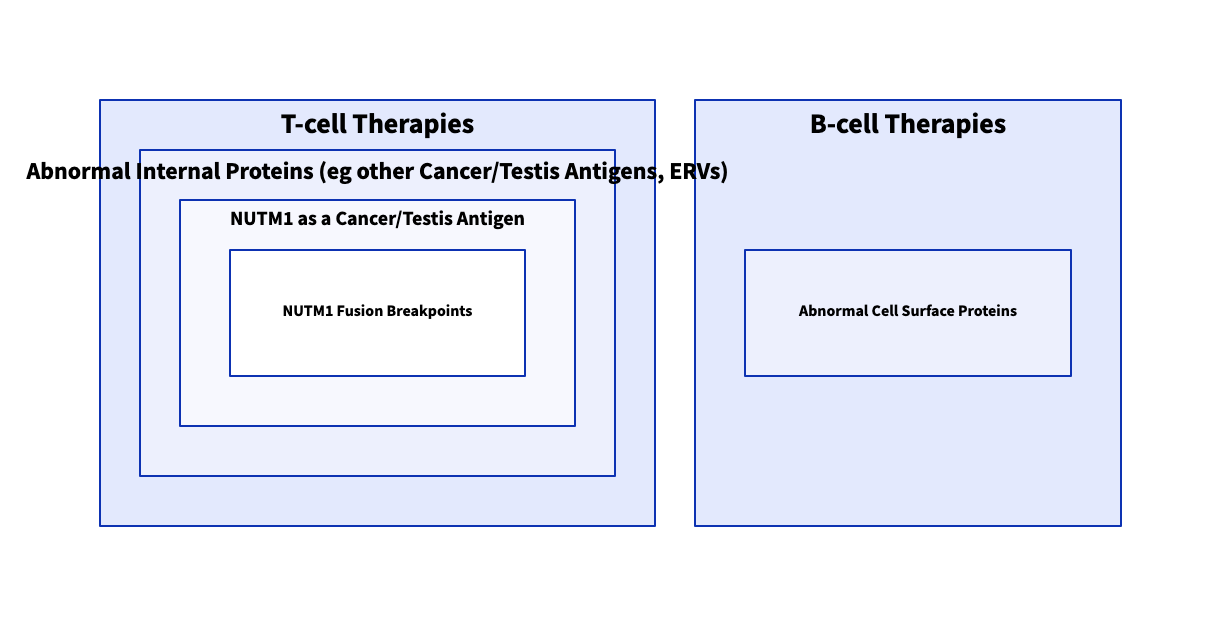 T-cell Therapies
Abnormal Internal Proteins (eg other Cancer/Testis Antigens, ERVs)
NUTM1 as a Cancer/Testis Antigen
NUTM1 Fusion Breakpoints
B-cell Therapies
Abnormal Cell Surface Proteins